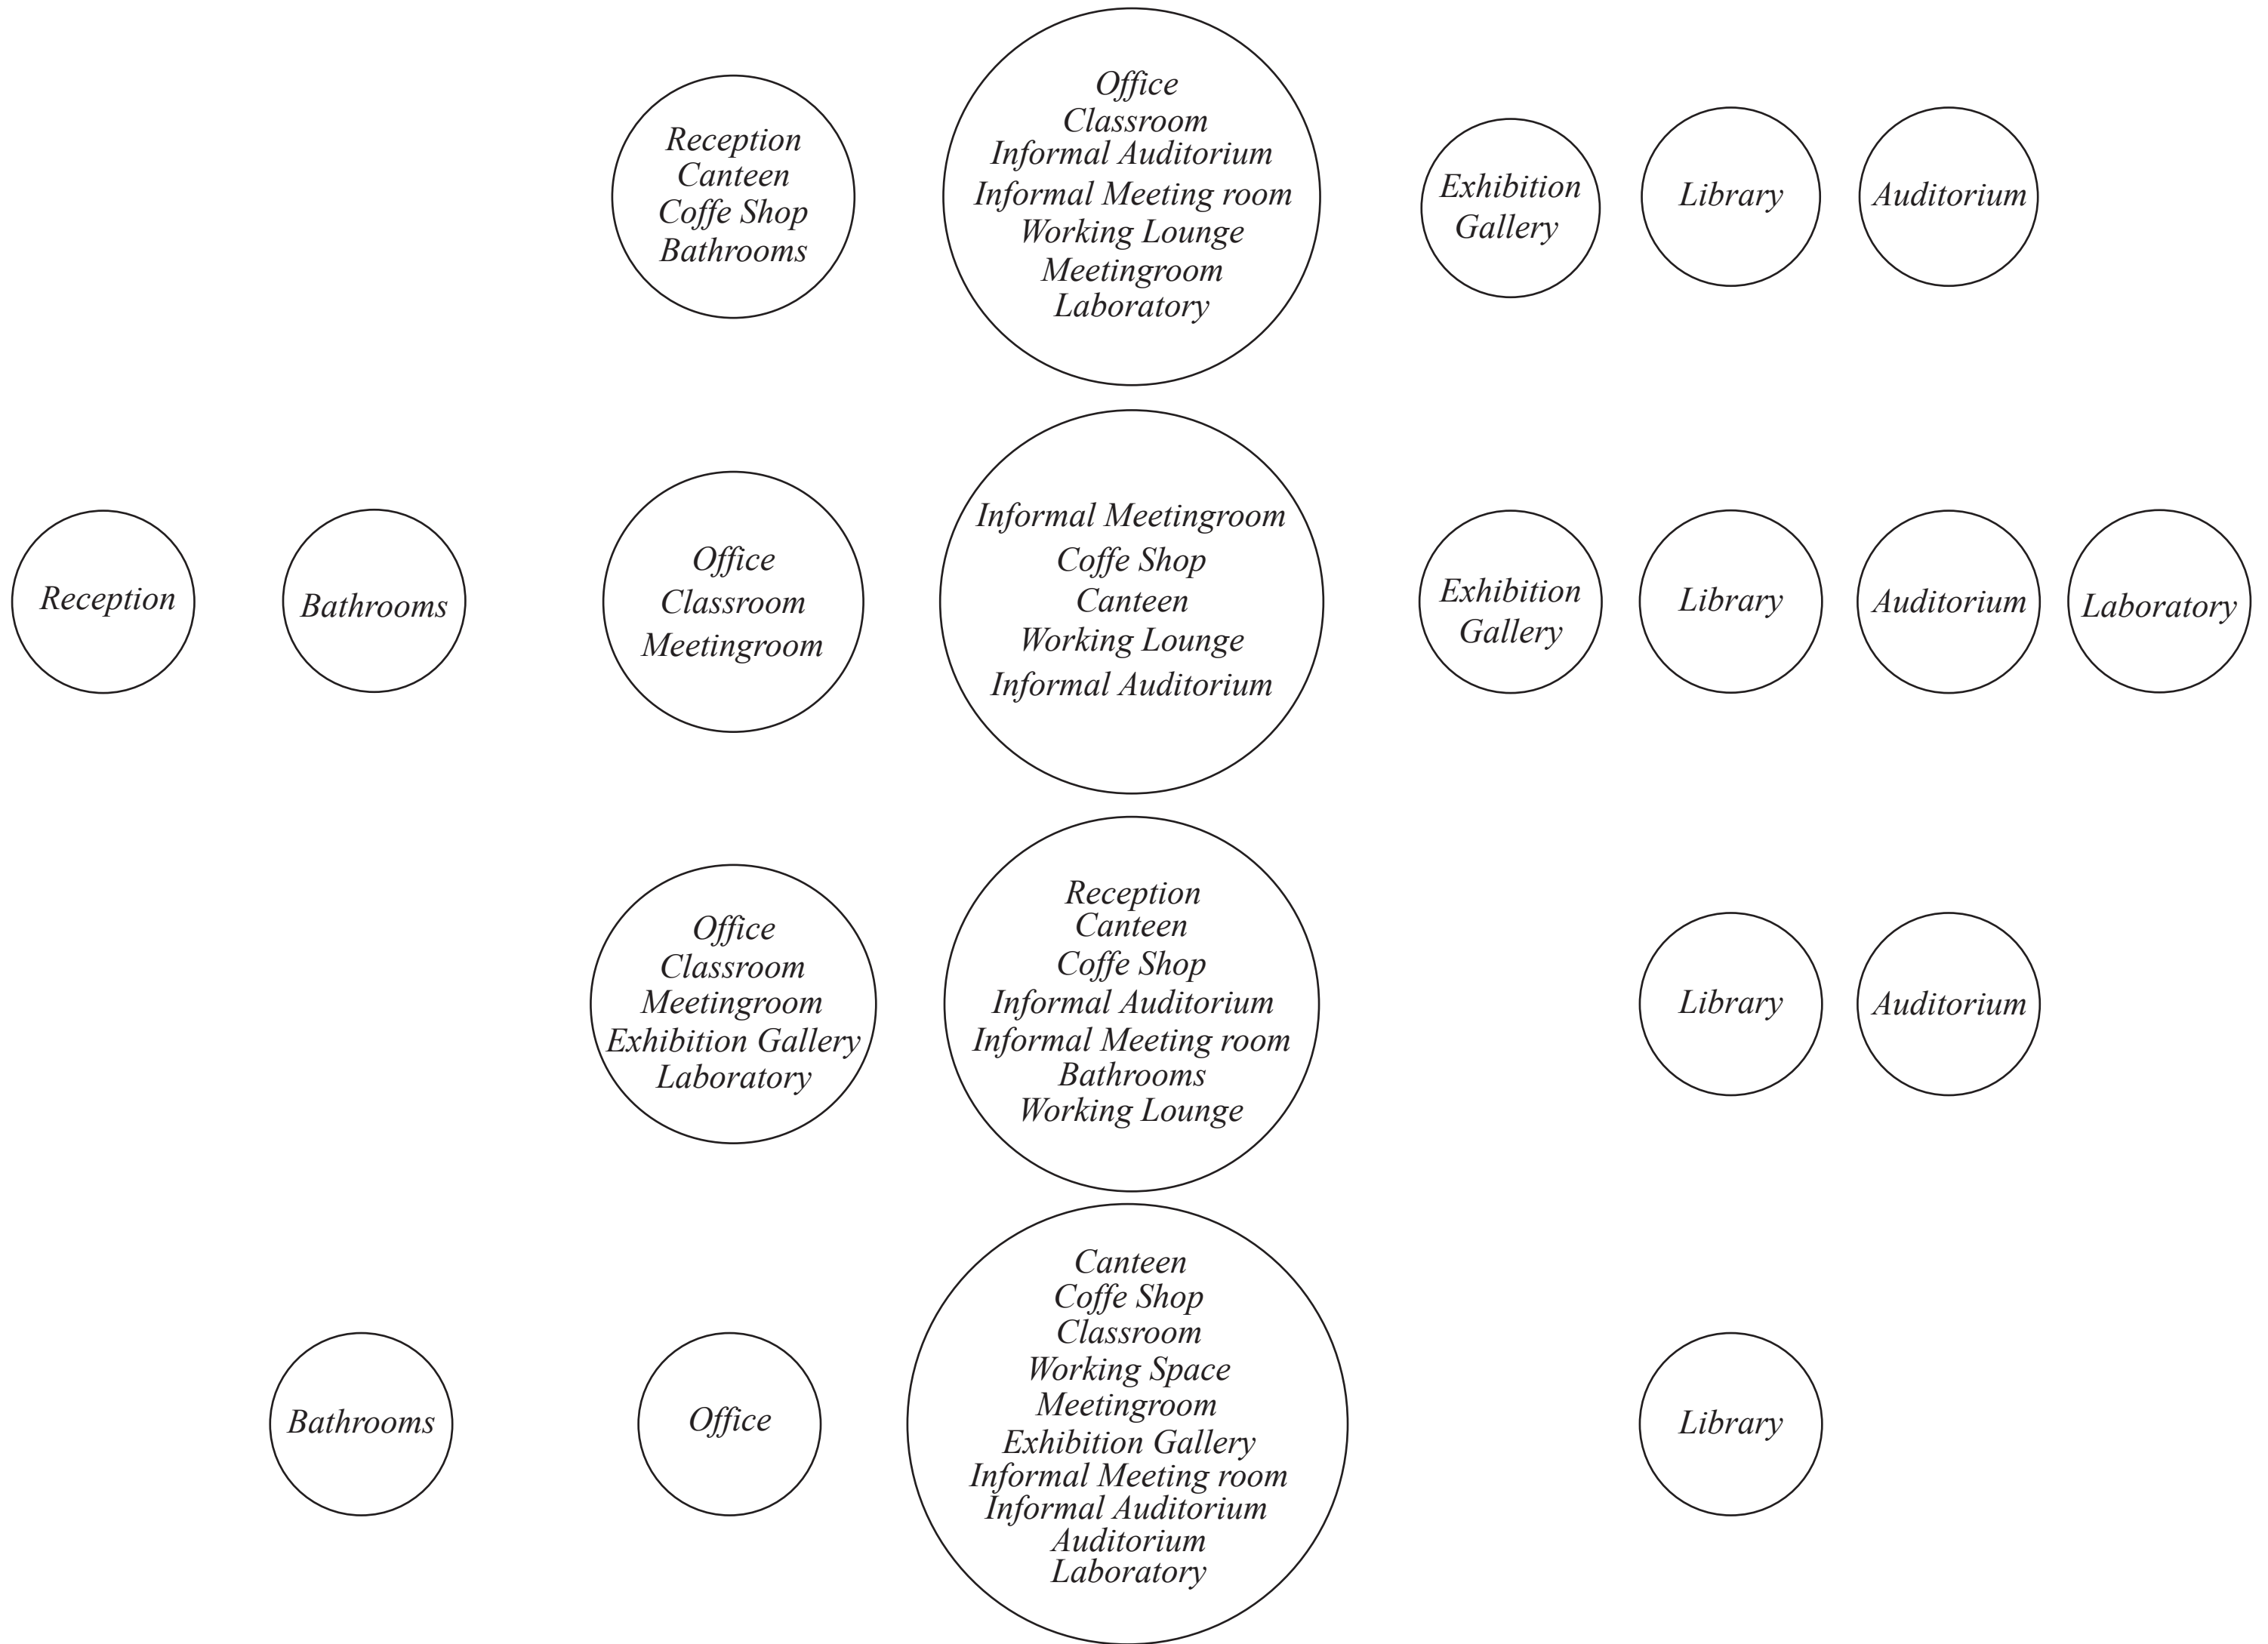 Reception
Canteen
Coffe Shop
Bathrooms
Office
Classroom
Informal Auditorium
Informal Meeting room
Working Lounge
Meetingroom
Laboratory
Exhibition
Gallery
Library
Auditorium
Reception
Bathrooms
Office
Classroom
Meetingroom
Informal Meetingroom
Coffe Shop
Canteen
Working Lounge
Informal Auditorium
Exhibition
Gallery
Library
Auditorium
Laboratory
Office
Classroom
Meetingroom
Exhibition Gallery
Laboratory
Reception
Canteen
Coffe Shop
Informal Auditorium
Informal Meeting room
Bathrooms
Working Lounge
Library
Auditorium
Bathrooms
Office
Canteen
Coffe Shop
Classroom
Working Space
Meetingroom
Exhibition Gallery
Informal Meeting room
Informal Auditorium
Auditorium
Laboratory
Library